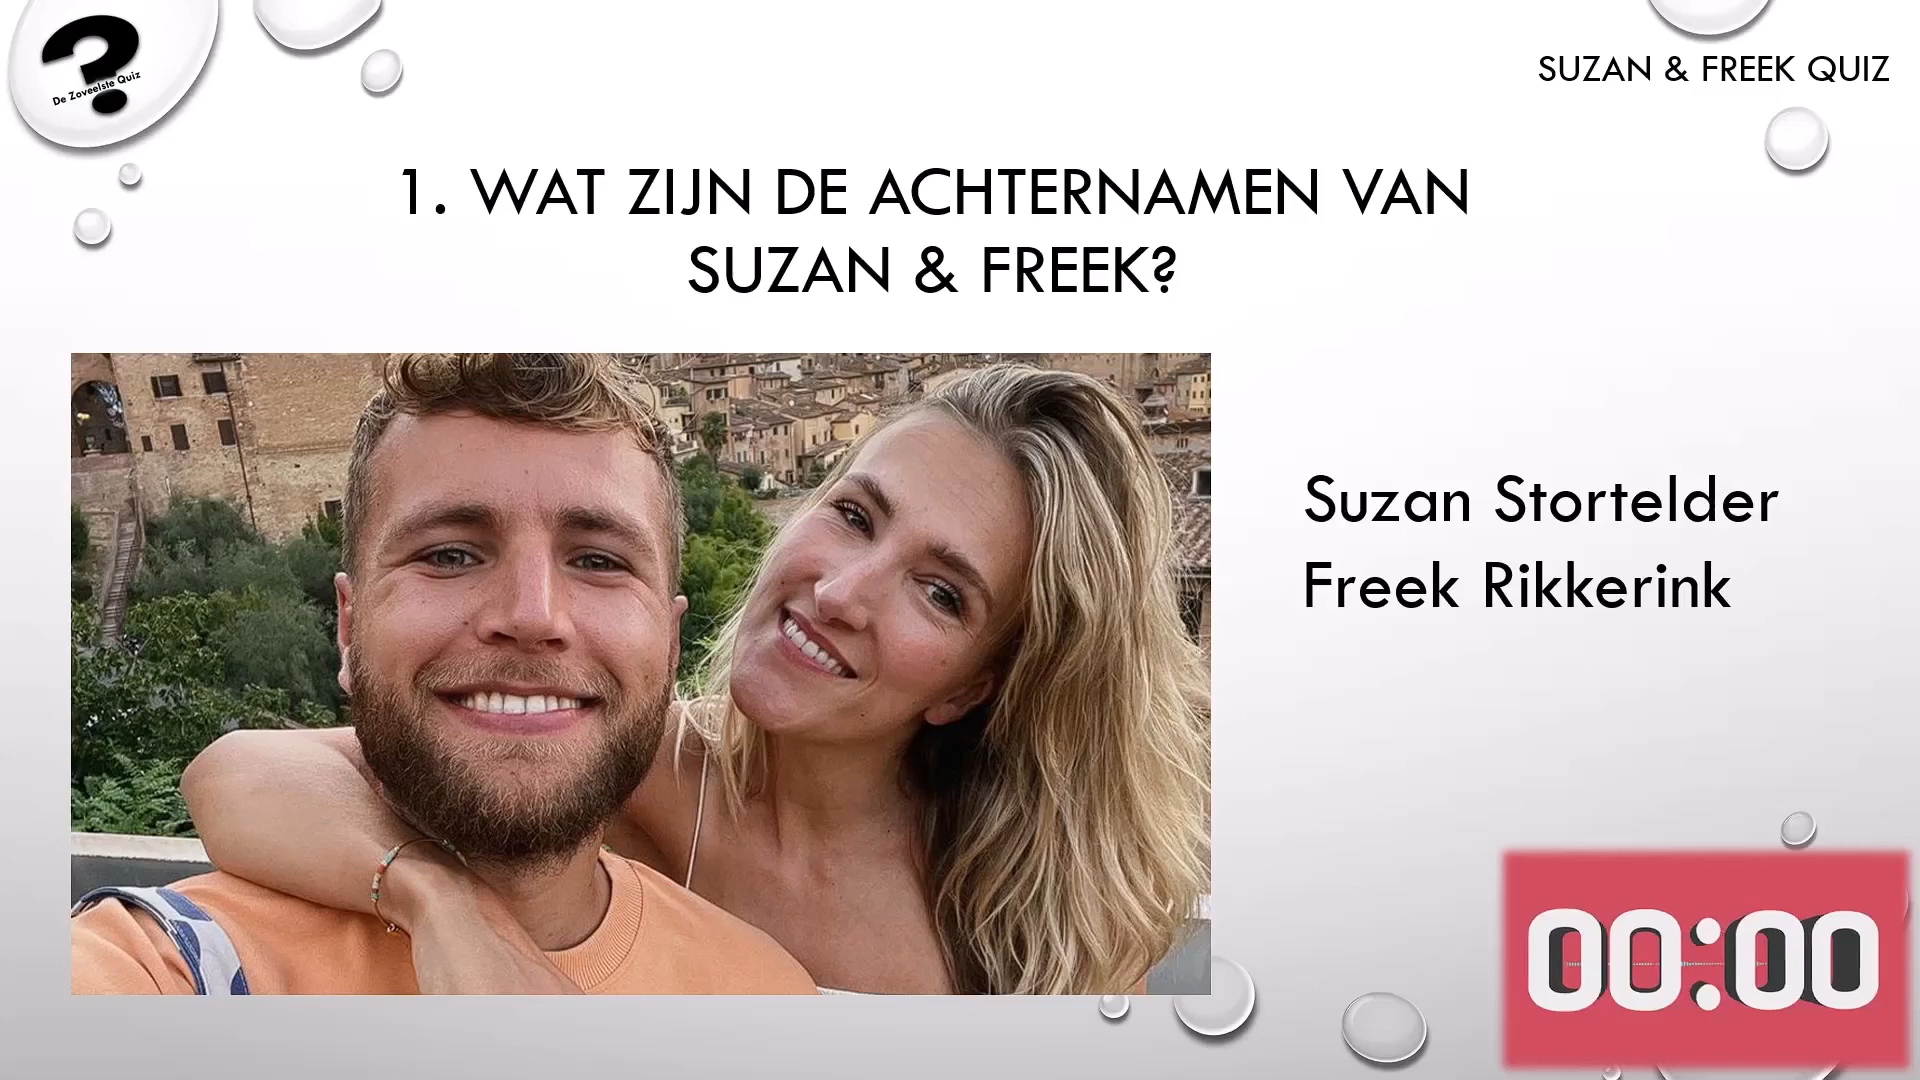 De Zoveelste Quiz
SUZAN & FREEK QUIZ
1. WAT ZIJN DE ACHTERNAMEN VAN
SUZAN & FREEK?
Suzan Stortelder
Freek Rikkerink
00:00